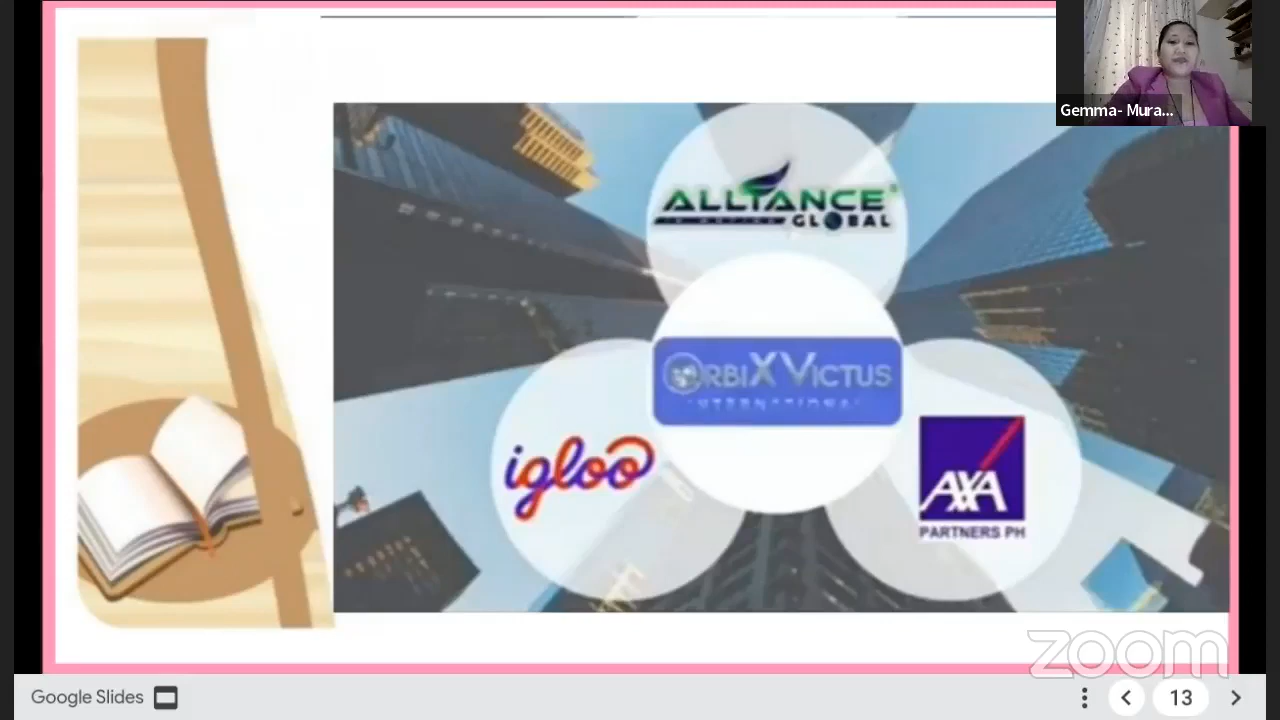 Gemma- Mura...
ALLIANCE
GLOBAL
ORBIX VICTUS
INTERNATIONAL
igloo
AXA
PARTNERS PH
zoom
Google Slides
13